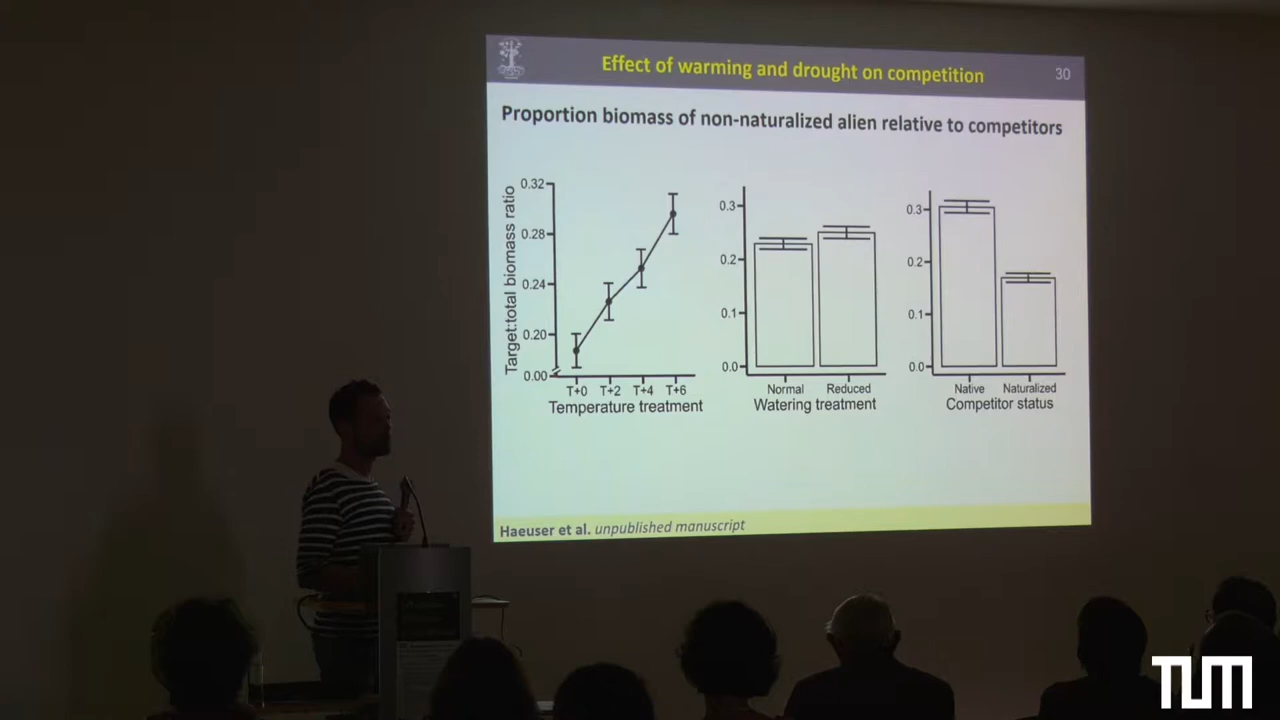 Effect of warming and drought on competition
30
Proportion biomass of non-naturalized alien relative to competitors
Target:total biomass ratio
0.32
0.28
0.24
0.20
0.00
T+0 T+2 T+4 T+6
Temperature treatment
0.3
0.2
0.1
0.0
Normal Reduced
Watering treatment
0.3
0.2
0.1
0.0
Native Naturalized
Competitor status
Haeuser et al. unpublished manuscript
TUM